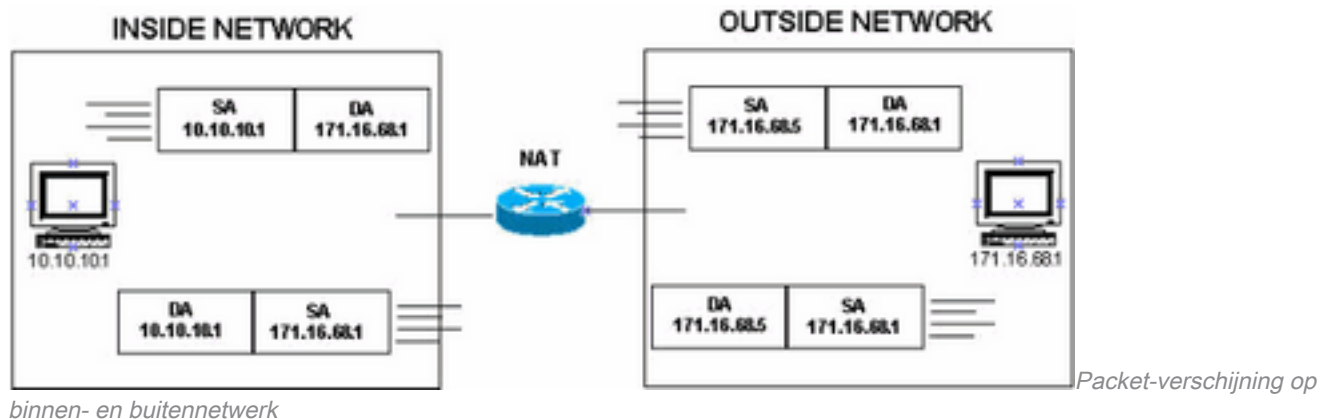 INSIDE NETWORK
OUTSIDE NETWORK
SA
10.10.10.1
DA
171.16.68.1
SA
171.16.68.5
DA
171.16.68.1
NAT
10.10.10.1
171.16.68.1
DA
10.10.10.1
SA
171.16.68.1
DA
171.16.68.5
SA
171.16.68.1
Packet-verschijning op
binnen- en buitennetwerk